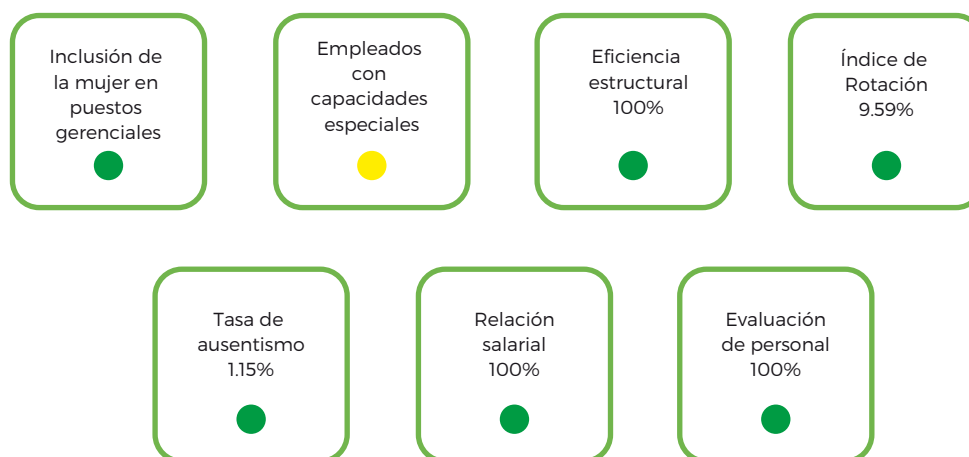 Inclusión de
la mujer en
puestos
gerenciales
Empleados
con
capacidades
especiales
Eficiencia
estructural
100%
Índice de
Rotación
9.59%
Tasa de
ausentismo
1.15%
Relación
salarial
100%
Evaluación
de personal
100%